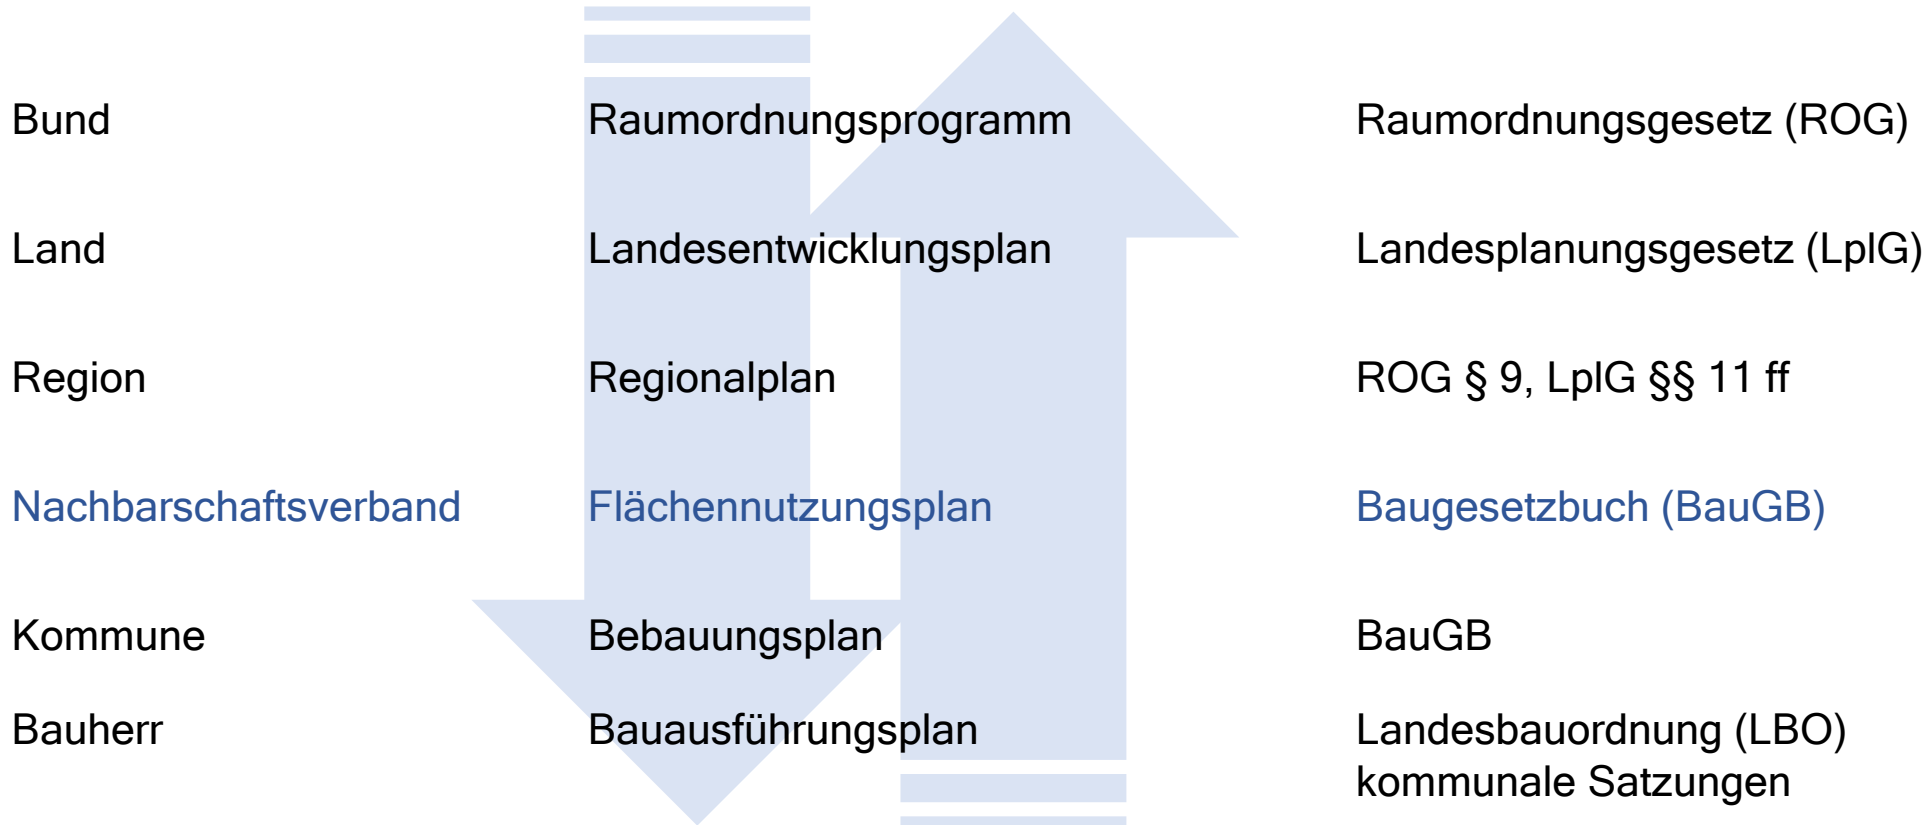 Bund Raumordnungsprogramm Raumordnungsgesetz (ROG)
Land Landesentwicklungsplan Landesplanungsgesetz (LplG)
Region Regionalplan ROG § 9, LplG §§ 11 ff
Nachbarschaftsverband Flächennutzungsplan Baugesetzbuch (BauGB)
Kommune Bebauungsplan BauGB
Bauherr Bauausführungsplan Landesbauordnung (LBO)
kommunale Satzungen